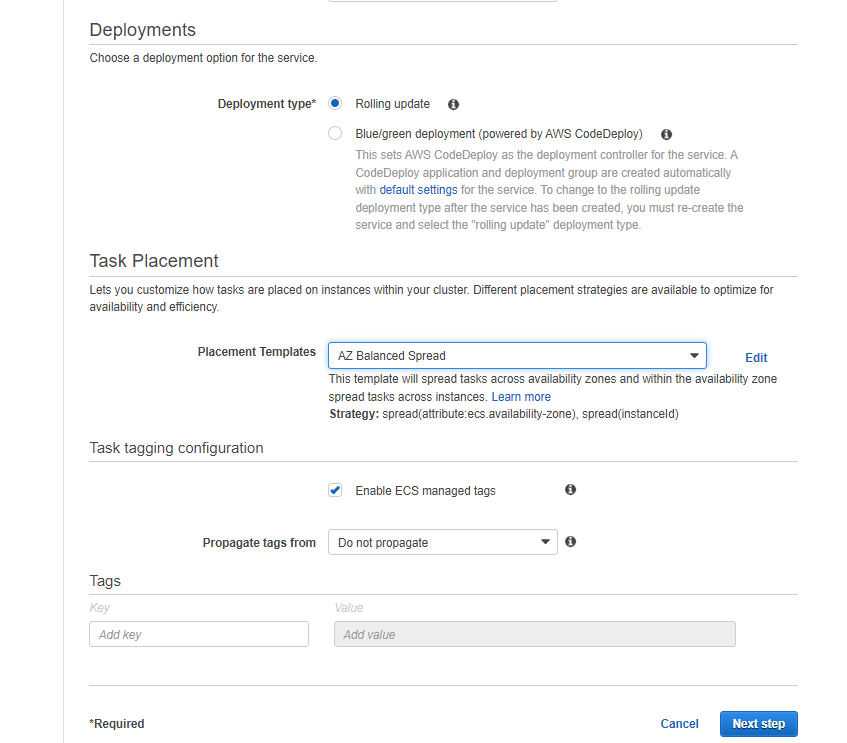 Deployments
Choose a deployment option for the service.
Deployment type* Rolling update
Blue/green deployment (powered by AWS CodeDeploy)
This sets AWS CodeDeploy as the deployment controller for the service. A
CodeDeploy application and deployment group are created automatically
with default settings for the service. To change to the rolling update
deployment type after the service has been created, you must re-create the
service and select the "rolling update" deployment type.
Task Placement
Lets you customize how tasks are placed on instances within your cluster. Different placement strategies are available to optimize for
availability and efficiency.
Placement Templates AZ Balanced Spread Edit
This template will spread tasks across availability zones and within the availability zone
spread tasks across instances. Learn more
Strategy: spread(attribute:ecs.availability-zone), spread(instanceId)
Task tagging configuration
Enable ECS managed tags
Propagate tags from Do not propagate
Tags
Key Value
Add key Add value
*Required Cancel Next step